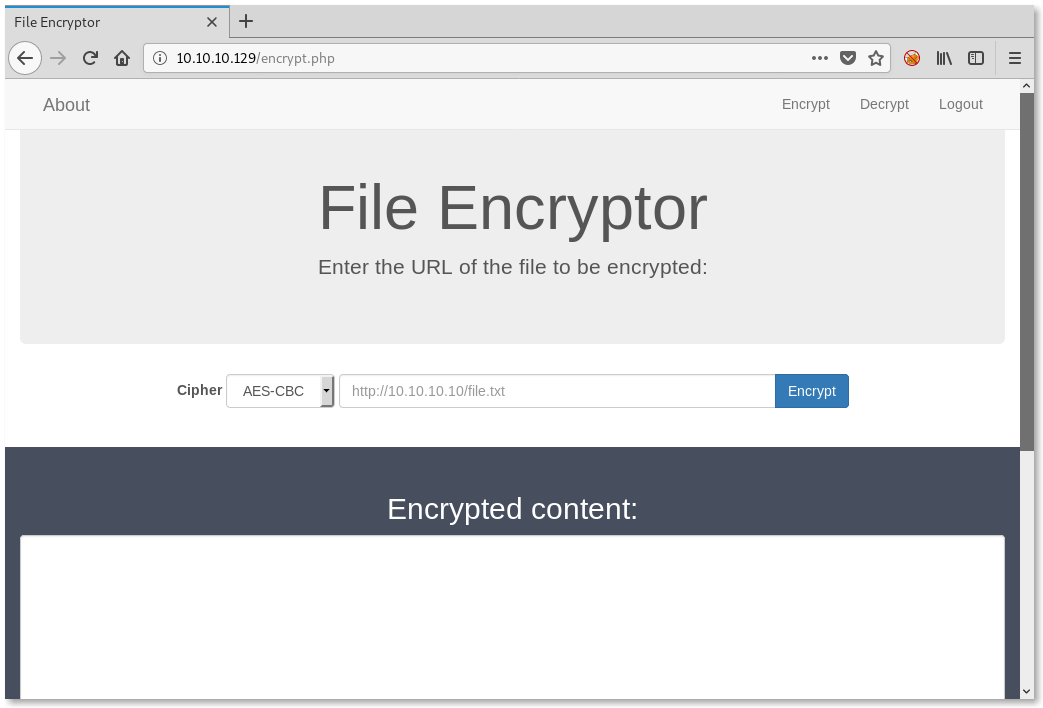 File Encryptor
10.10.10.129/encrypt.php
About Encrypt Decrypt Logout
File Encryptor
Enter the URL of the file to be encrypted:
Cipher AES-CBC http://10.10.10.10/file.txt Encrypt
Encrypted content: